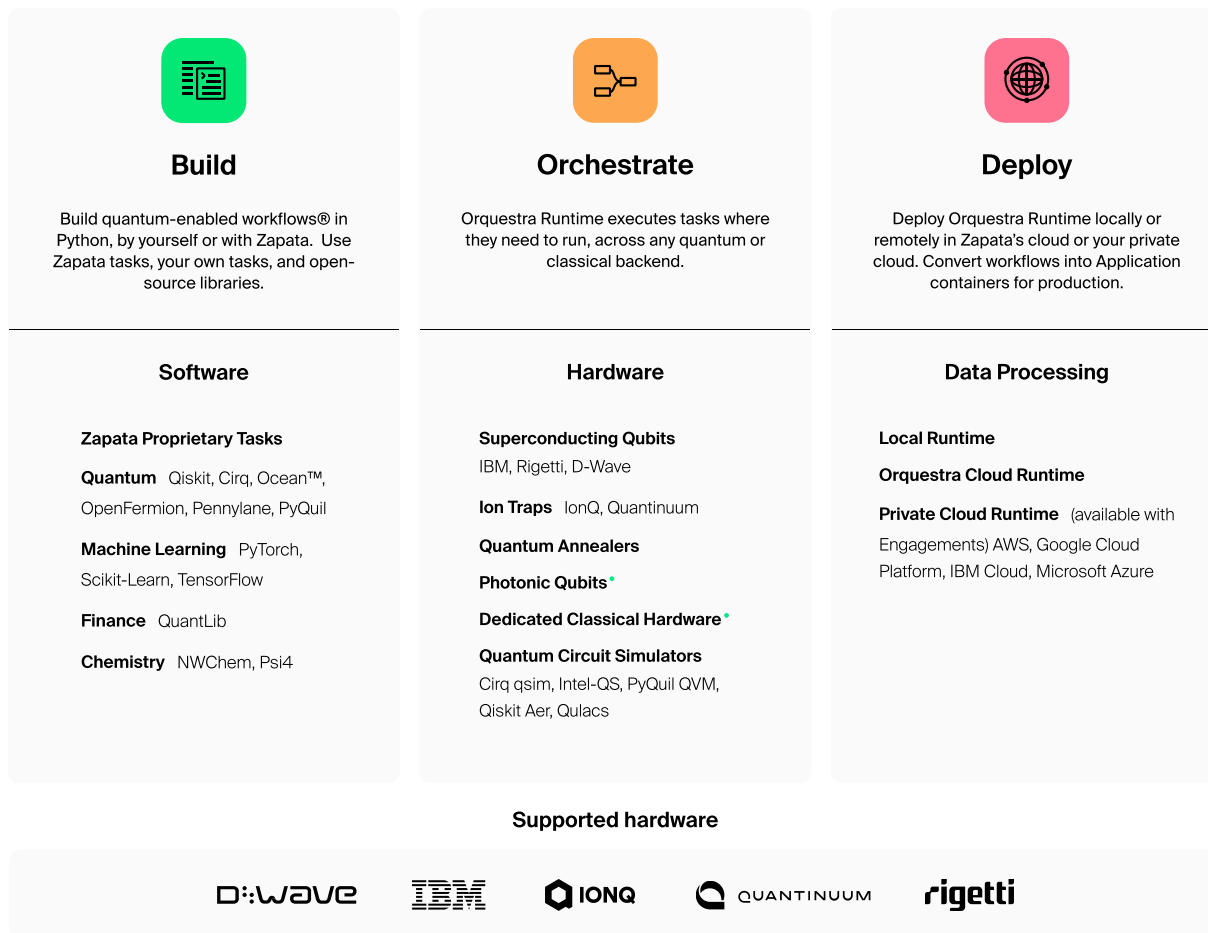 Build
Build quantum-enabled workflows® in
Python, by yourself or with Zapata.  Use
Zapata tasks, your own tasks, and open-
source libraries.
Software
Zapata Proprietary Tasks
Quantum   Qiskit, Cirq, Ocean™,
OpenFermion, Pennylane, PyQuil
Machine Learning   PyTorch,
Scikit-Learn, TensorFlow
Finance   QuantLib
Chemistry   NWChem, Psi4
Orchestrate
Orquestra Runtime executes tasks where
they need to run, across any quantum or
classical backend.
Hardware
Superconducting Qubits
IBM, Rigetti, D-Wave
Ion Traps   IonQ, Quantinuum
Quantum Annealers
Photonic Qubits•
Dedicated Classical Hardware•
Quantum Circuit Simulators
Cirq qsim, Intel-QS, PyQuil QVM,
Qiskit Aer, Qulacs
Deploy
Deploy Orquestra Runtime locally or
remotely in Zapata’s cloud or your private
cloud. Convert workflows into Application
containers for production.
Data Processing
Local Runtime
Orquestra Cloud Runtime
Private Cloud Runtime   (available with
Engagements) AWS, Google Cloud
Platform, IBM Cloud, Microsoft Azure
Supported hardware
D:wave IBM IONQ QUANTINUUM rigetti